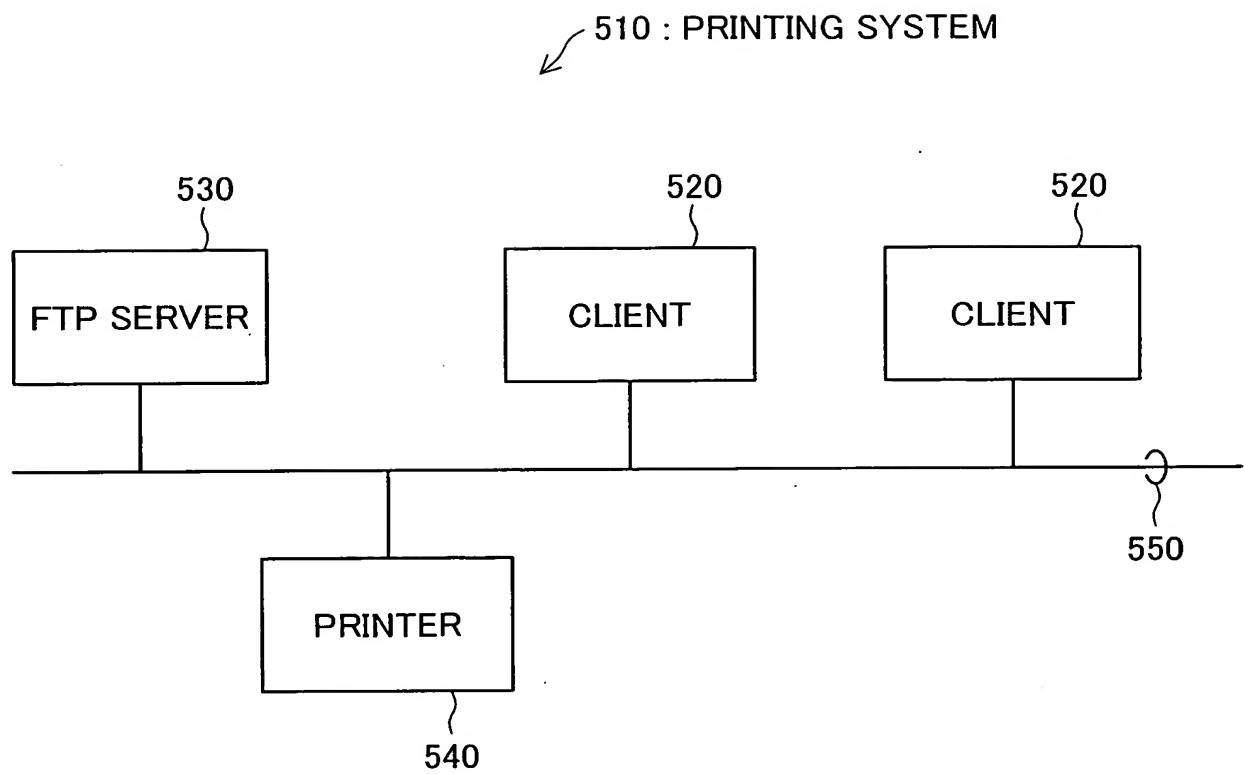 510 : PRINTING SYSTEM
530
520
520
FTP SERVER
CLIENT
CLIENT
550
PRINTER
540